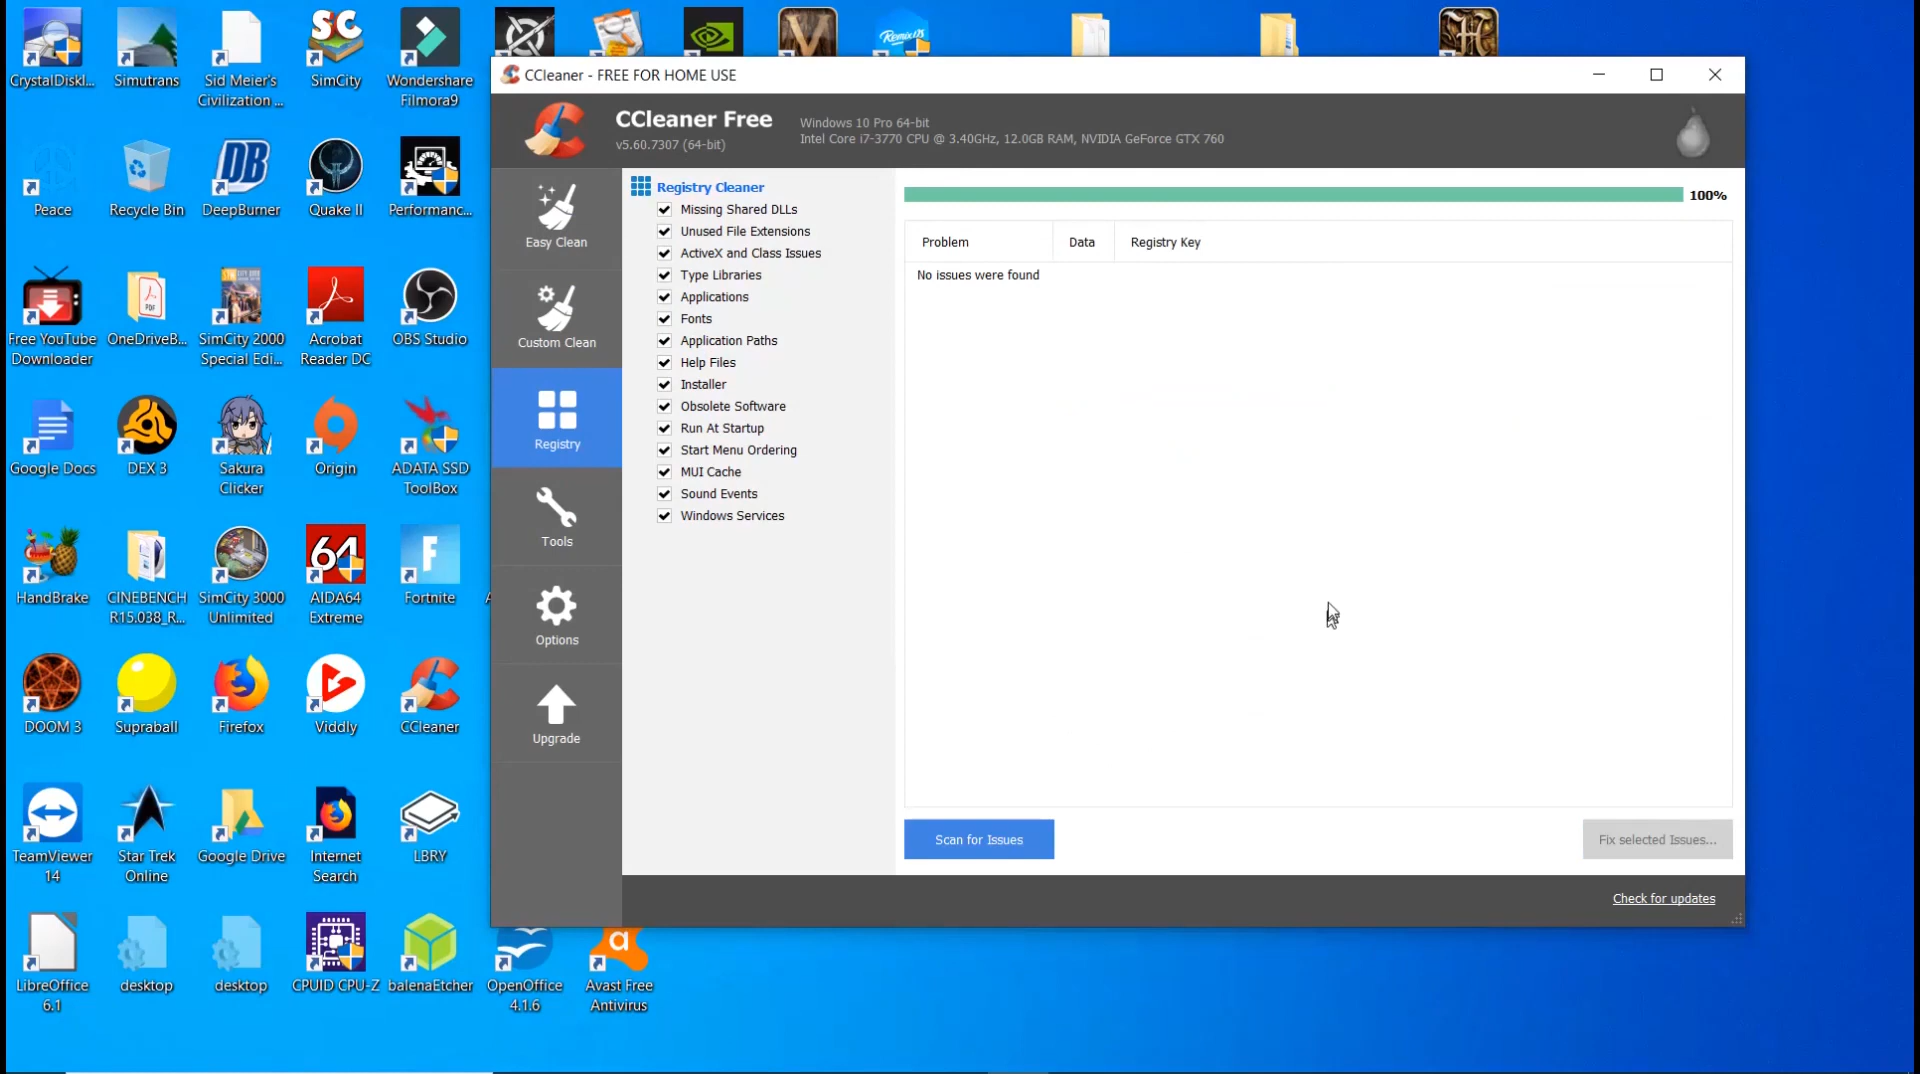 CrystalDiskI...
Simutrans
Sid Meier's
Civilization ...
SC
SimCity
Wondershare
Filmora9
V
RemixOS
H
Peace
Recycle Bin
DB
DeepBurner
Quake II
Performanc...
Free YouTube
Downloader
PDF
OneDriveB...
SimCity 2000
Special Edi...
Acrobat
Reader DC
OBS Studio
Google Docs
DEX 3
Sakura
Clicker
Origin
ADATA SSD
ToolBox
HandBrake
CINEBENCH
R15.038_R...
SimCity 3000
Unlimited
64
AIDA64
Extreme
F
Fortnite
DOOM 3
Supraball
Firefox
Viddly
CCleaner
TeamViewer
14
Star Trek
Online
Google Drive
Internet
Search
LBRY
LibreOffice
6.1
desktop
desktop
CPUID CPU-Z
balenaEtcher
OpenOffice
4.1.6
a
Avast Free
Antivirus
CCleaner - FREE FOR HOME USE
CCleaner Free
v5.60.7307 (64-bit)
Windows 10 Pro 64-bit
Intel Core i7-3770 CPU @ 3.40GHz, 12.0GB RAM, NVIDIA GeForce GTX 760
Easy Clean
Custom Clean
Registry
Tools
Options
Upgrade
Registry Cleaner
Missing Shared DLLs
Unused File Extensions
ActiveX and Class Issues
Type Libraries
Applications
Fonts
Application Paths
Help Files
Installer
Obsolete Software
Run At Startup
Start Menu Ordering
MUI Cache
Sound Events
Windows Services
100%
Problem
Data
Registry Key
No issues were found
Scan for Issues
Fix selected Issues...
Check for updates